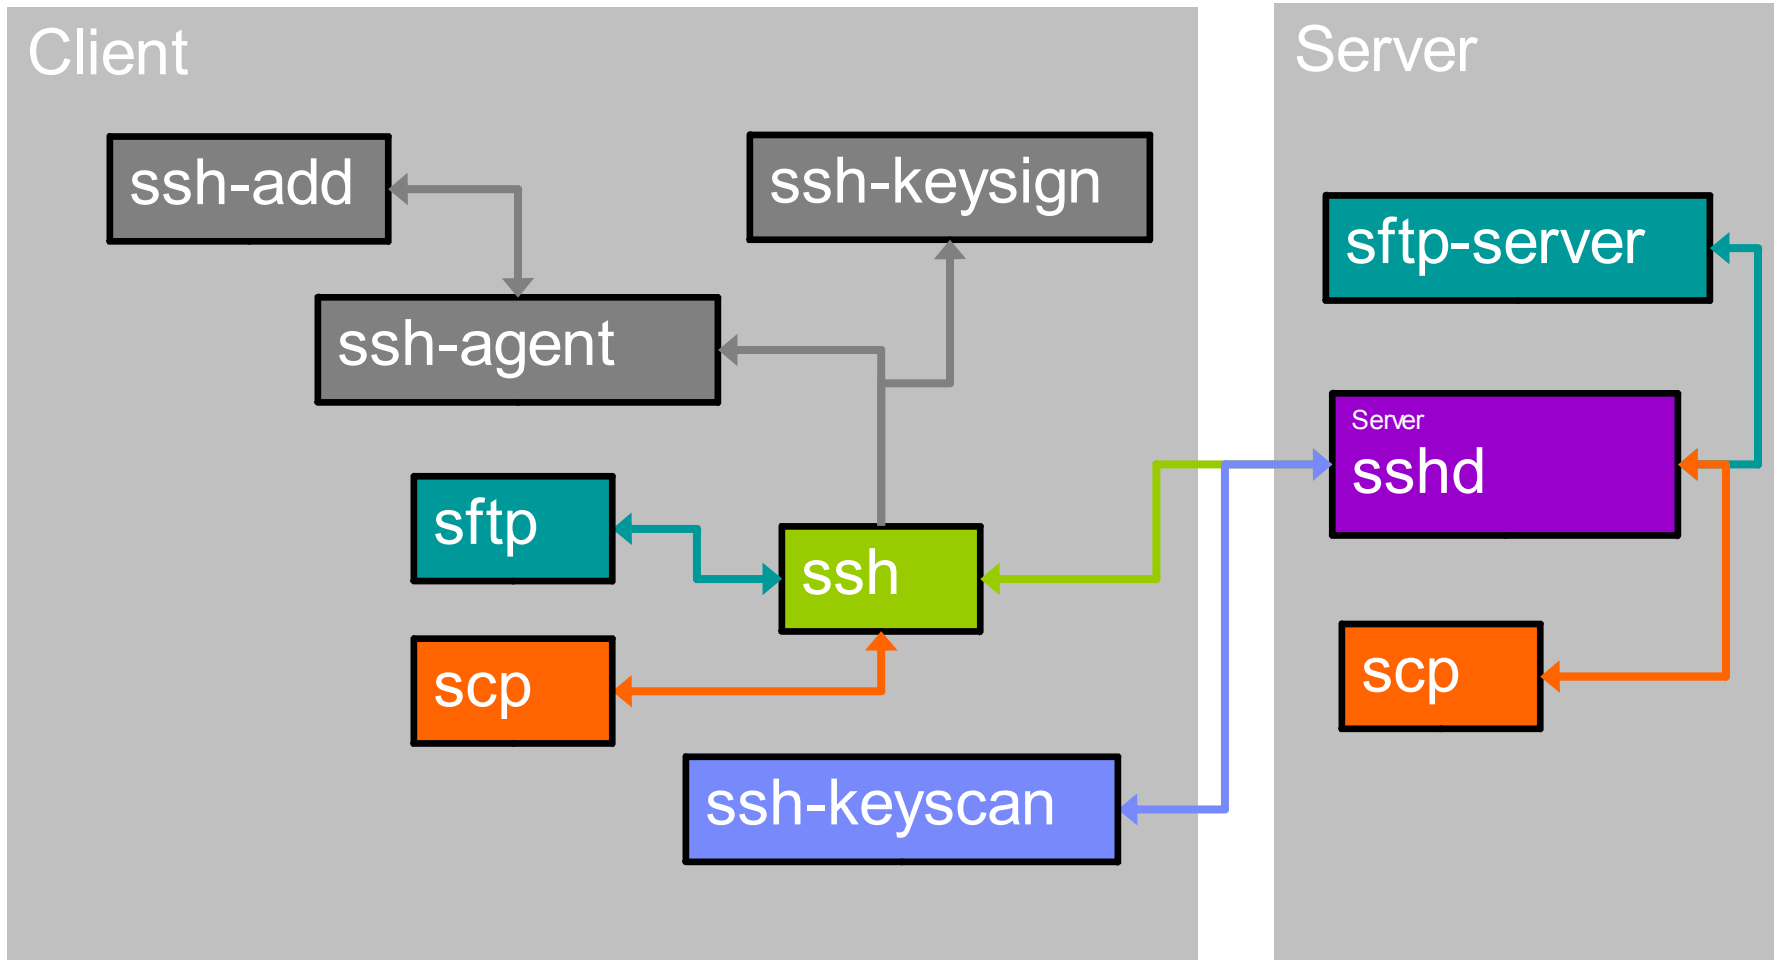 Client
ssh-add
ssh-keysign
ssh-agent
sftp
ssh
scp
ssh-keyscan
Server
sftp-server
Server
sshd
scp